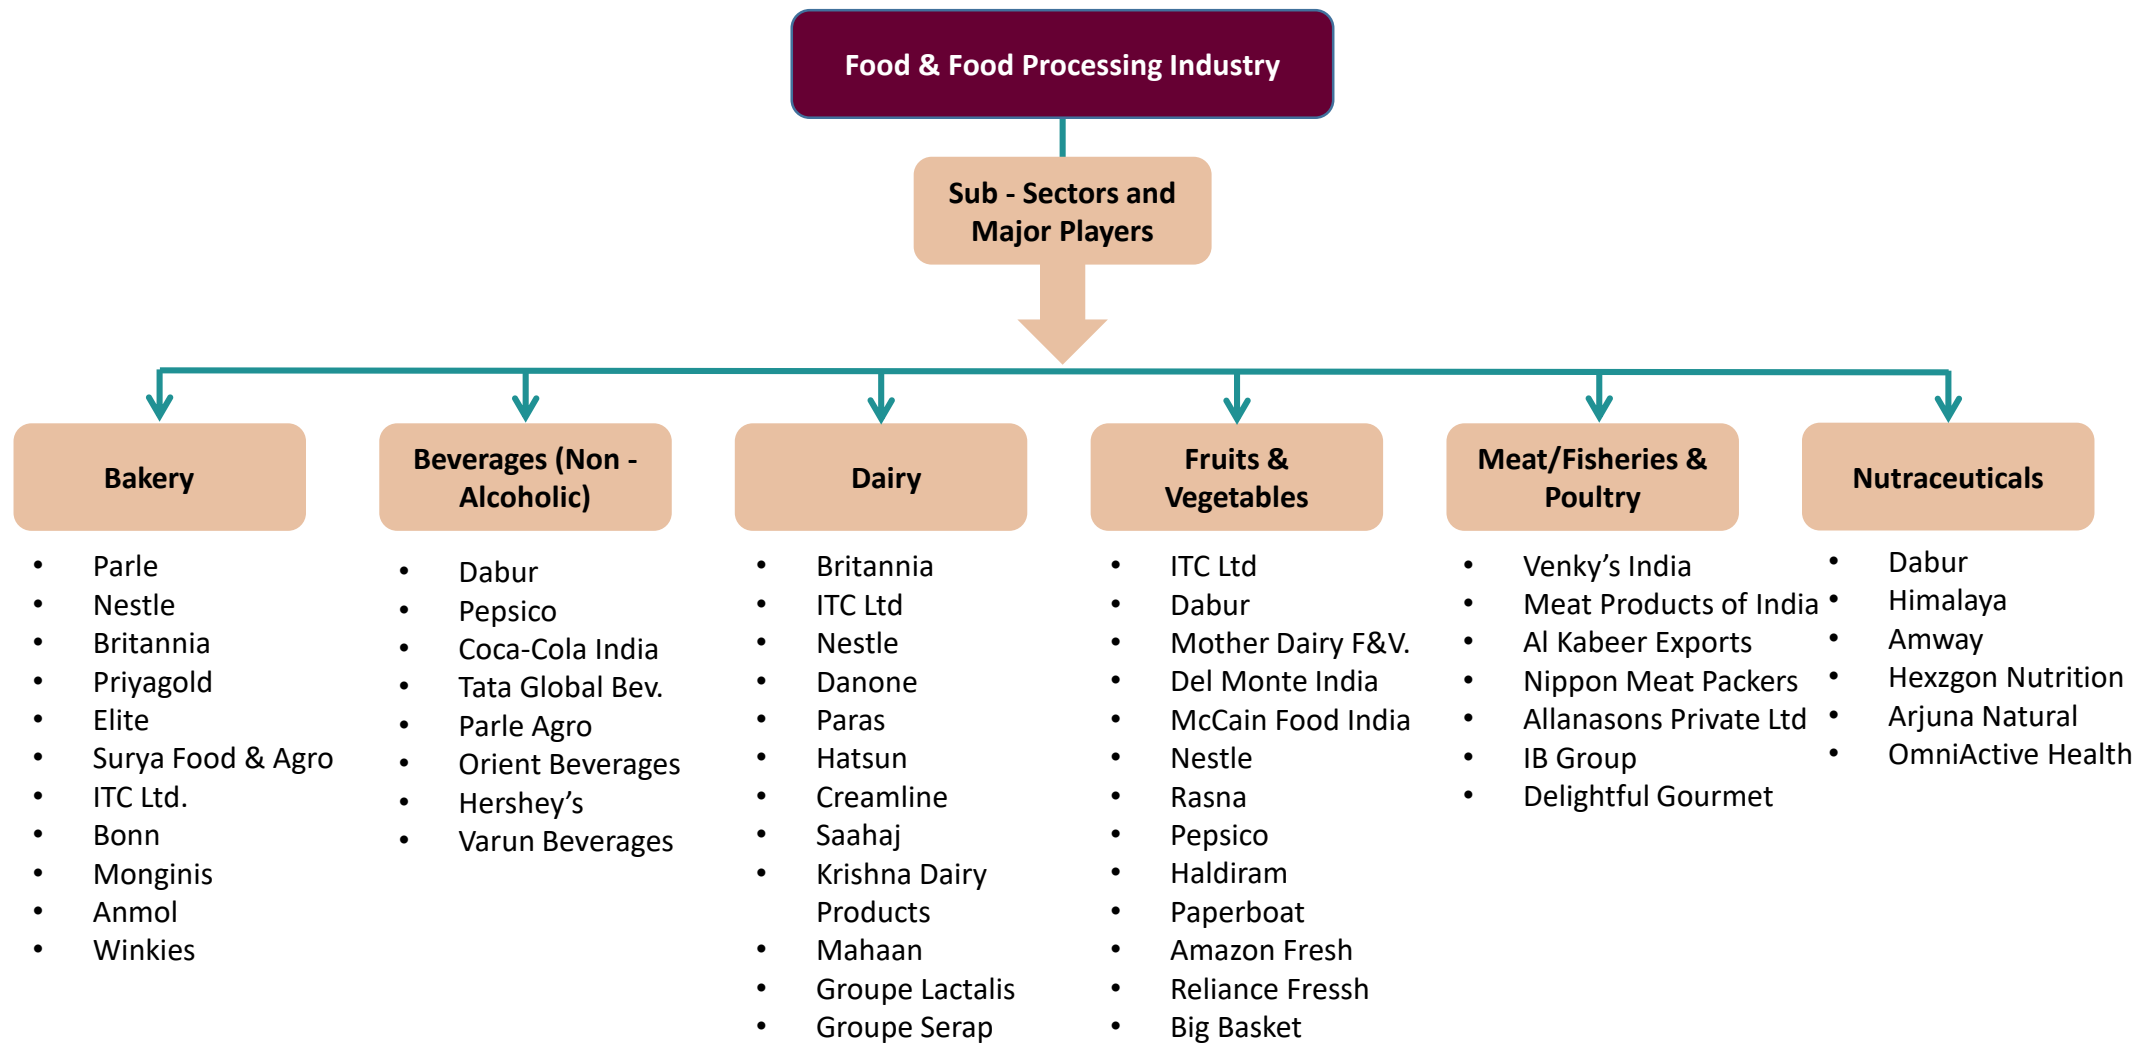 Food & Food Processing Industry
Sub - Sectors and
Major Players
Bakery
• Parle
• Nestle
• Britannia
• Priyagold
• Elite
• Surya Food & Agro
• ITC Ltd.
• Bonn
• Monginis
• Anmol
• Winkies
Beverages (Non -
Alcoholic)
• Dabur
• Pepsico
• Coca-Cola India
• Tata Global Bev.
• Parle Agro
• Orient Beverages
• Hershey’s
• Varun Beverages
Dairy
• Britannia
• ITC Ltd
• Nestle
• Danone
• Paras
• Hatsun
• Creamline
• Saahaj
• Krishna Dairy
Products
• Mahaan
• Groupe Lactalis
• Groupe Serap
Fruits &
Vegetables
• ITC Ltd
• Dabur
• Mother Dairy F&V.
• Del Monte India
• McCain Food India
• Nestle
• Rasna
• Pepsico
• Haldiram
• Paperboat
• Amazon Fresh
• Reliance Fressh
• Big Basket
Meat/Fisheries &
Poultry
• Venky’s India
• Meat Products of India
• Al Kabeer Exports
• Nippon Meat Packers
• Allanasons Private Ltd
• IB Group
• Delightful Gourmet
Nutraceuticals
• Dabur
• Himalaya
• Amway
• Hexzgon Nutrition
• Arjuna Natural
• OmniActive Health